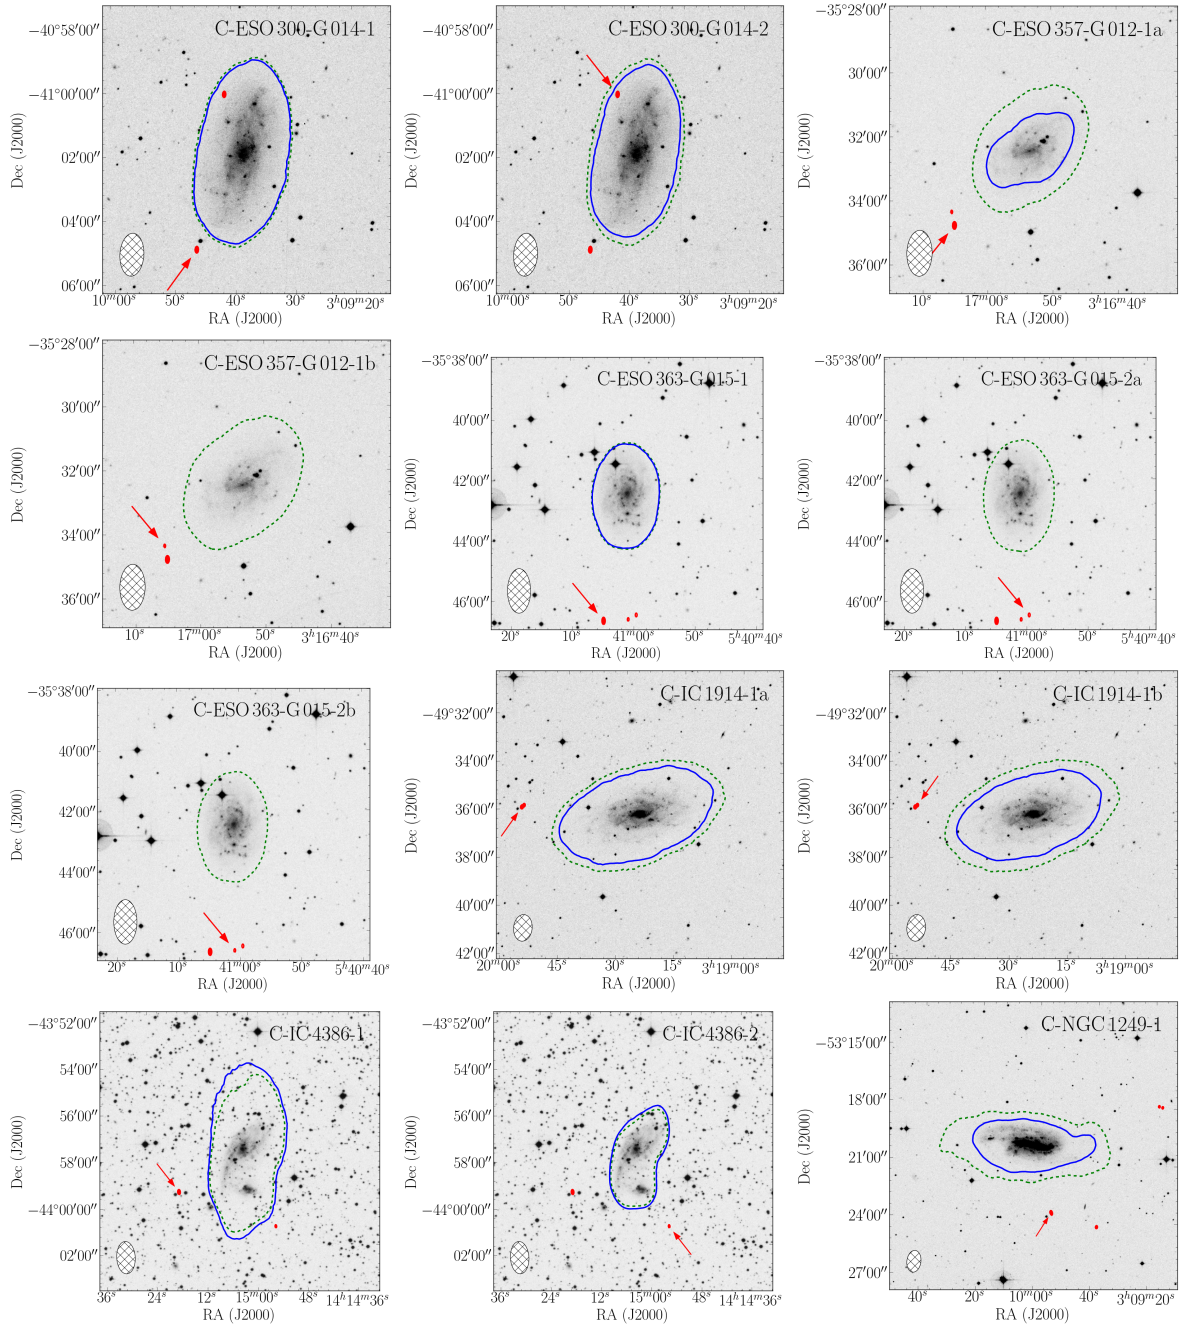 C-ESO 300-G 014-1
−40°58′00″
−41°00′00″
02′00″
04′00″
06′00″
Dec (J2000)
10ᵐ00ˢ 50ˢ 40ˢ 30ˢ 3ʰ09ᵐ20ˢ
RA (J2000)
C-ESO 300-G 014-2
−40°58′00″
−41°00′00″
02′00″
04′00″
06′00″
Dec (J2000)
10ᵐ00ˢ 50ˢ 40ˢ 30ˢ 3ʰ09ᵐ20ˢ
RA (J2000)
C-ESO 357-G 012-1a
−35°28′00″
30′00″
32′00″
34′00″
36′00″
Dec (J2000)
10ˢ 17ᵐ00ˢ 50ˢ 3ʰ16ᵐ40ˢ
RA (J2000)
C-ESO 357-G 012-1b
−35°28′00″
30′00″
32′00″
34′00″
36′00″
Dec (J2000)
10ˢ 17ᵐ00ˢ 50ˢ 3ʰ16ᵐ40ˢ
RA (J2000)
C-ESO 363-G 015-1
−35°38′00″
40′00″
42′00″
44′00″
46′00″
Dec (J2000)
20ˢ 10ˢ 41ᵐ00ˢ 50ˢ 5ʰ40ᵐ40ˢ
RA (J2000)
C-ESO 363-G 015-2a
−35°38′00″
40′00″
42′00″
44′00″
46′00″
Dec (J2000)
20ˢ 10ˢ 41ᵐ00ˢ 50ˢ 5ʰ40ᵐ40ˢ
RA (J2000)
C-ESO 363-G 015-2b
−35°38′00″
40′00″
42′00″
44′00″
46′00″
Dec (J2000)
20ˢ 10ˢ 41ᵐ00ˢ 50ˢ 5ʰ40ᵐ40ˢ
RA (J2000)
C-IC 1914-1a
−49°32′00″
34′00″
36′00″
38′00″
40′00″
42′00″
Dec (J2000)
20ᵐ00ˢ 45ˢ 30ˢ 15ˢ 3ʰ19ᵐ00ˢ
RA (J2000)
C-IC 1914-1b
−49°32′00″
34′00″
36′00″
38′00″
40′00″
42′00″
Dec (J2000)
20ᵐ00ˢ 45ˢ 30ˢ 15ˢ 3ʰ19ᵐ00ˢ
RA (J2000)
C-IC 4386-1
−43°52′00″
54′00″
56′00″
58′00″
−44°00′00″
02′00″
Dec (J2000)
36ˢ 24ˢ 12ˢ 15ᵐ00ˢ 48ˢ 14ʰ14ᵐ36ˢ
RA (J2000)
C-IC 4386-2
−43°52′00″
54′00″
56′00″
58′00″
−44°00′00″
02′00″
Dec (J2000)
36ˢ 24ˢ 12ˢ 15ᵐ00ˢ 48ˢ 14ʰ14ᵐ36ˢ
RA (J2000)
C-NGC 1249-1
−53°15′00″
18′00″
21′00″
24′00″
27′00″
Dec (J2000)
40ˢ 20ˢ 10ᵐ00ˢ 40ˢ 3ʰ09ᵐ20ˢ
RA (J2000)